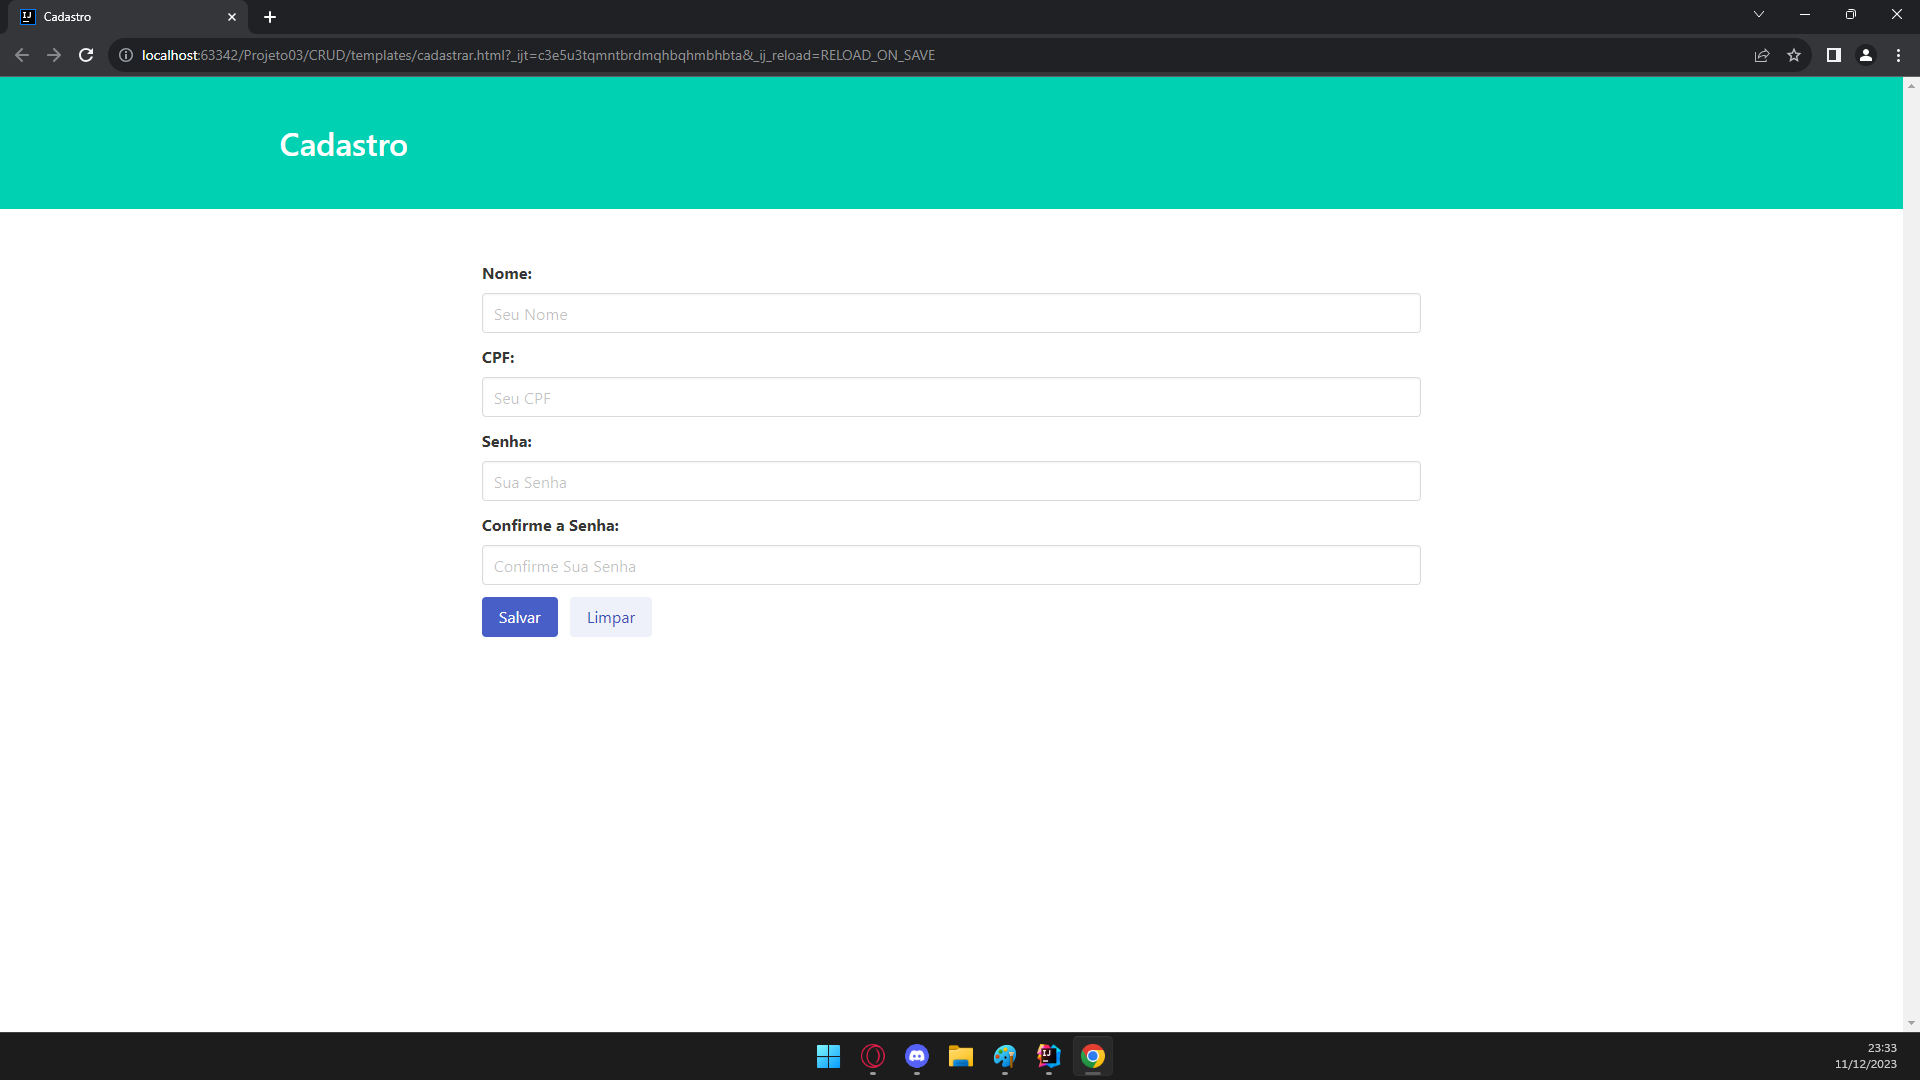 Cadastro
localhost:63342/Projeto03/CRUD/templates/cadastrar.html?_ijt=c3e5u3tqmntbrdmqhbqhmbhbta&_ij_reload=RELOAD_ON_SAVE
Cadastro
Nome:
Seu Nome
CPF:
Seu CPF
Senha:
Sua Senha
Confirme a Senha:
Confirme Sua Senha
Salvar Limpar
23:33
11/12/2023